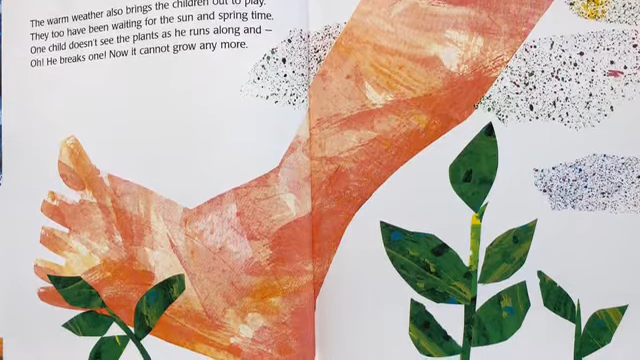 The warm weather also brings the children out to play.
They too have been waiting for the sun and spring time.
One child doesn't see the plants as he runs along and –
Oh! He breaks one! Now it cannot grow any more.